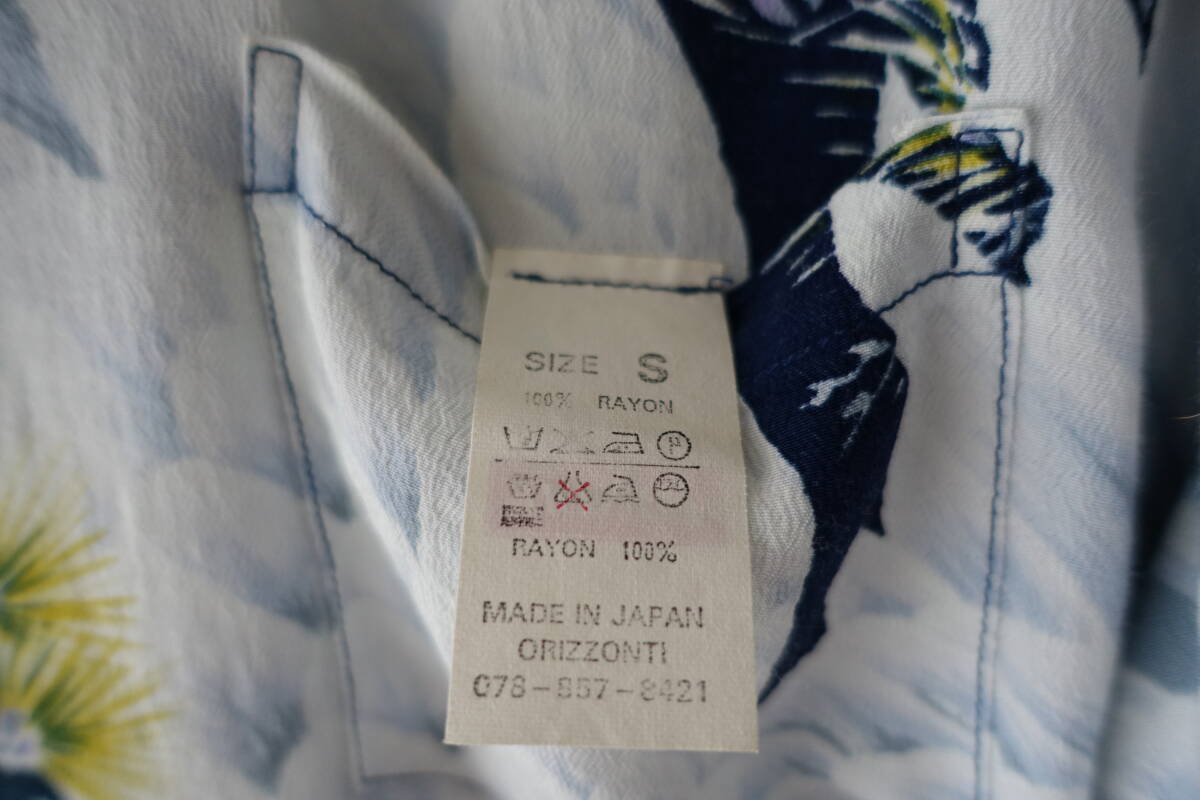 SIZE S
100% RAYON
P
RAYON 100%
MADE IN JAPAN
ORIZZONTI
078-857-8421